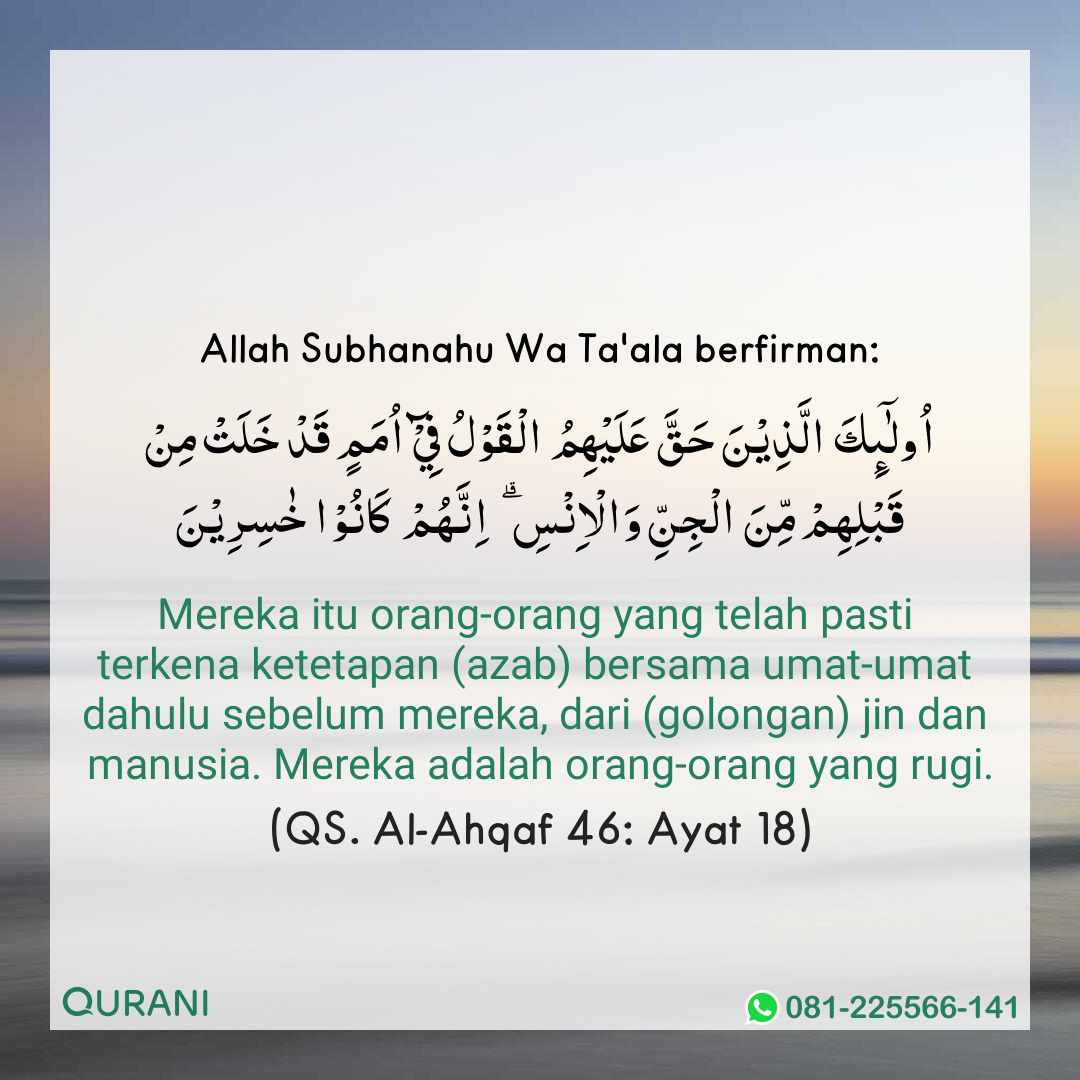 Allah Subhanahu Wa Ta'ala berfirman:
اُولٰٓىِٕكَ الَّذِيْنَ حَقَّ عَلَيْهِمُ الْقَوْلُ فِيْٓ اُمَمٍ قَدْ خَلَتْ مِنْ
قَبْلِهِمْ مِّنَ الْجِنِّ وَالْاِنْسِ ۗ اِنَّهُمْ كَانُوْا خٰسِرِيْنَ
Mereka itu orang-orang yang telah pasti
terkena ketetapan (azab) bersama umat-umat
dahulu sebelum mereka, dari (golongan) jin dan
manusia. Mereka adalah orang-orang yang rugi.
(QS. Al-Ahqaf 46: Ayat 18)
QURANI
081-225566-141